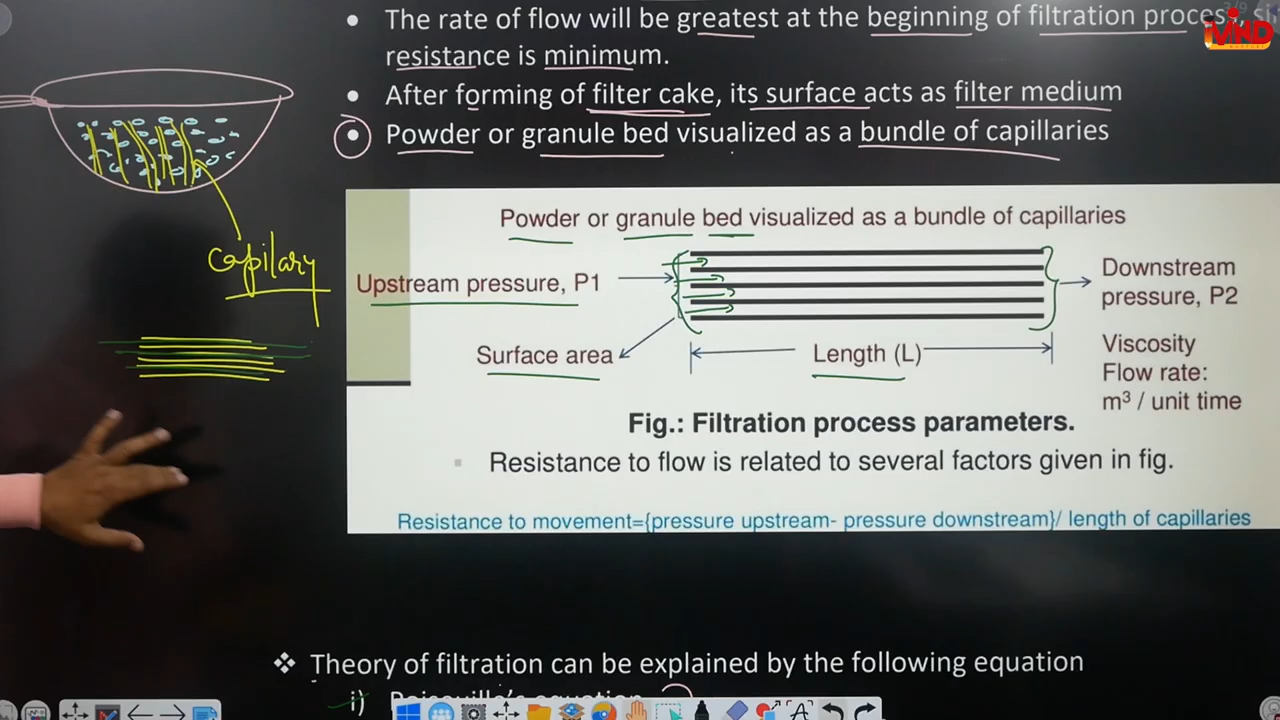 The rate of flow will be greatest at the beginning of filtration process, si
resistance is minimum.
After forming of filter cake, its surface acts as filter medium
Powder or granule bed visualized as a bundle of capillaries
MIND
Capilary
Powder or granule bed visualized as a bundle of capillaries
Upstream pressure, P1
Downstream
pressure, P2
Surface area
Length (L)
Viscosity
Flow rate:
m³ / unit time
Fig.: Filtration process parameters.
Resistance to flow is related to several factors given in fig.
Resistance to movement={pressure upstream- pressure downstream}/ length of capillaries
❖ Theory of filtration can be explained by the following equation
i) Poiseuille's equation